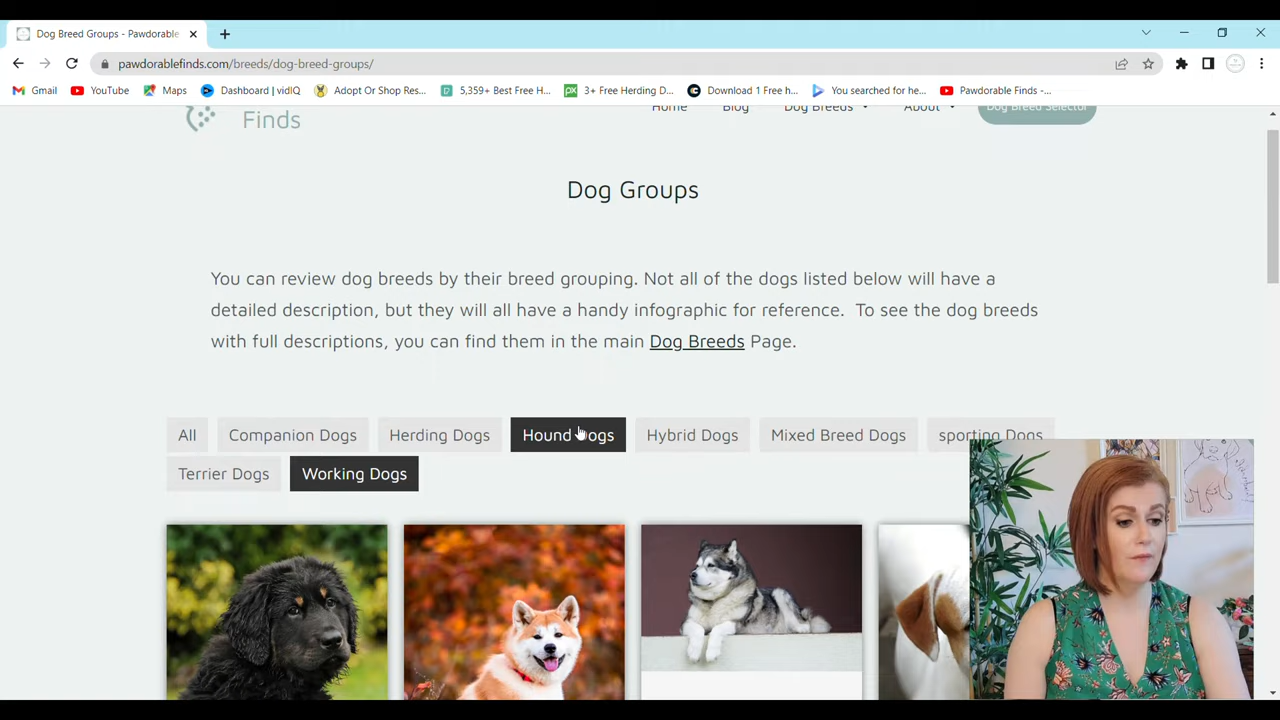 Dog Breed Groups - Pawdorable
pawdorablefinds.com/breeds/dog-breed-groups/
Gmail YouTube Maps Dashboard | vidIQ Adopt Or Shop Res... 5,359+ Best Free H... 3+ Free Herding D... Download 1 Free h... You searched for he... Pawdorable Finds -...
Finds
Home Blog Dog Breeds About Dog Breed Selector
Dog Groups
You can review dog breeds by their breed grouping. Not all of the dogs listed below will have a
detailed description, but they will all have a handy infographic for reference. To see the dog breeds
with full descriptions, you can find them in the main Dog Breeds Page.
All Companion Dogs Herding Dogs Hound Dogs Hybrid Dogs Mixed Breed Dogs sporting Dogs
Terrier Dogs Working Dogs